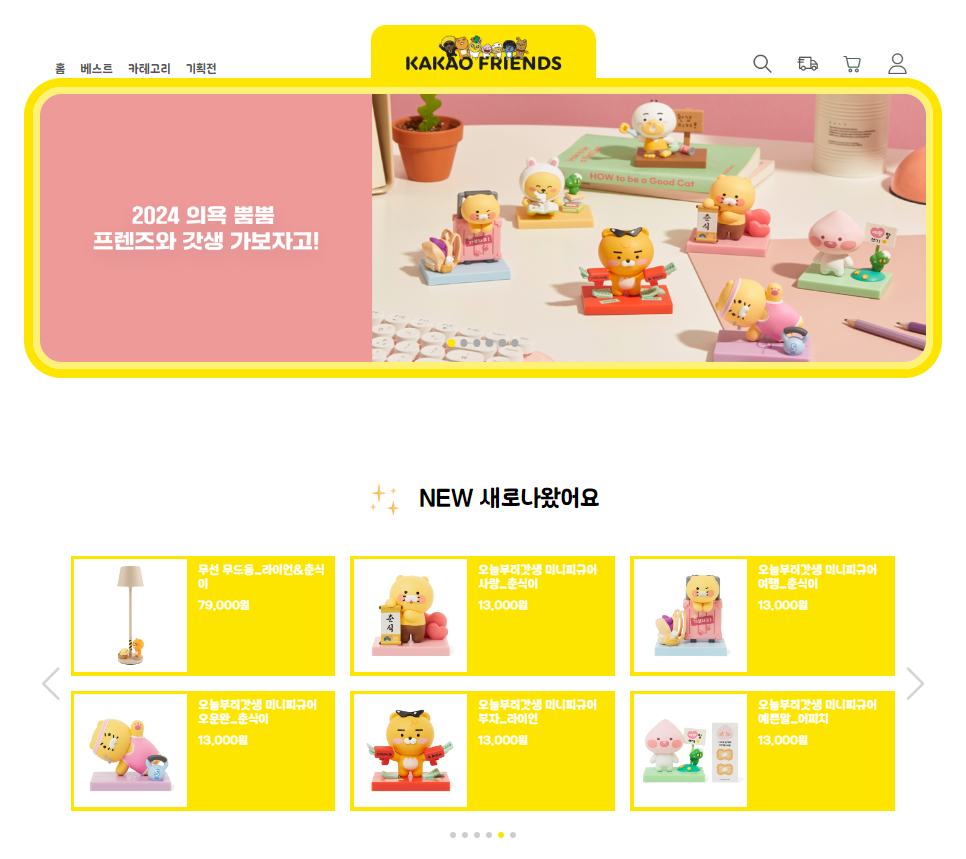 KAKAO FRIENDS
홈 베스트 카테고리 기획전
2024 의욕 뿜뿜
프렌즈와 갓생 가보자고!
HOW to be a Good Cat
춘식
NEW 새로나왔어요
무선 무드등_라이언&춘식
이
79,000원
오늘부터갓생 미니피규어
사랑_춘식이
13,000원
오늘부터갓생 미니피규어
여행_춘식이
13,000원
오늘부터갓생 미니피규어
오운완_춘식이
13,000원
오늘부터갓생 미니피규어
부자_라이언
13,000원
오늘부터갓생 미니피규어
예쁜말_어피치
13,000원